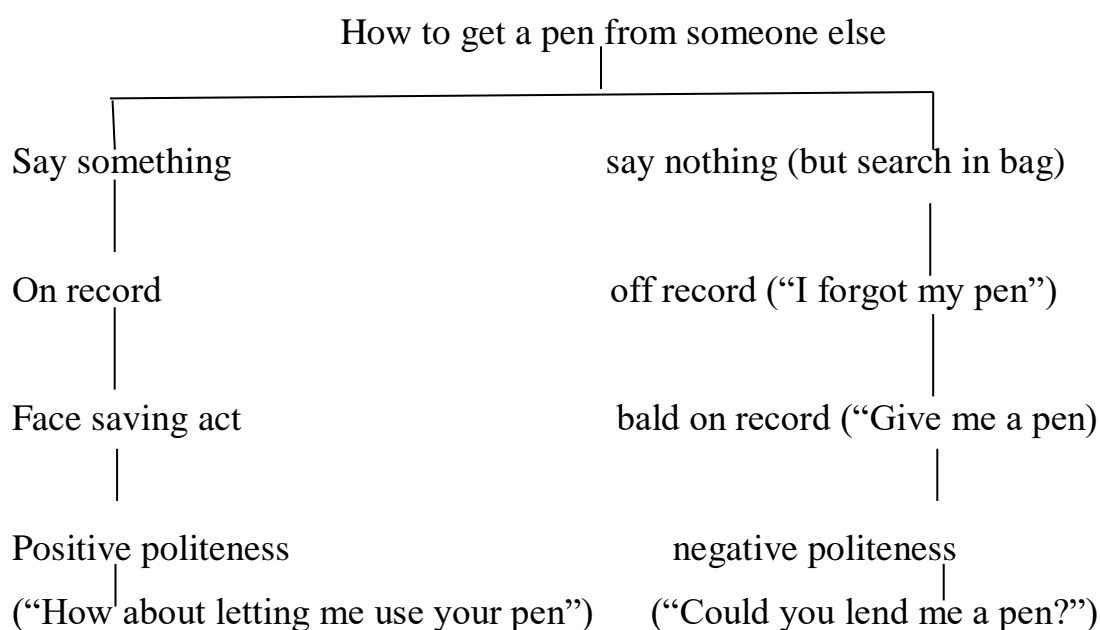 How to get a pen from someone else
Say something say nothing (but search in bag)
On record off record (“I forgot my pen”)
Face saving act bald on record (“Give me a pen)
Positive politeness negative politeness
(“How about letting me use your pen”) (“Could you lend me a pen?”)